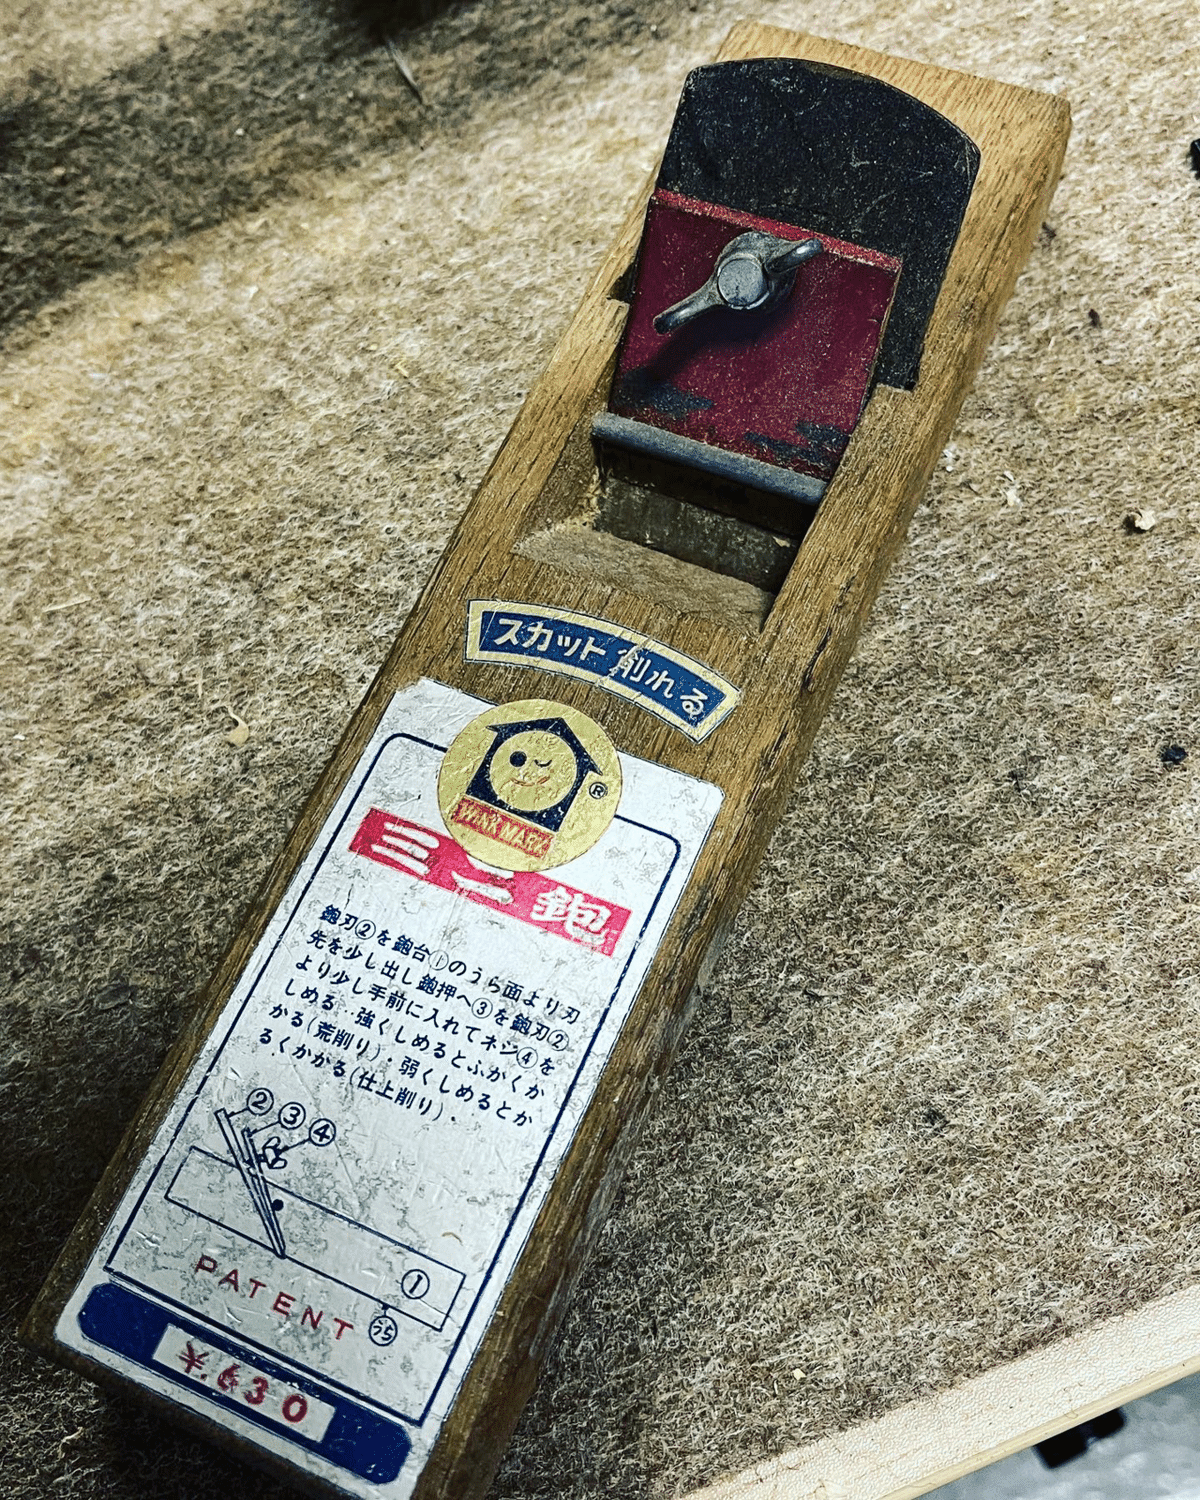 スカット削れる
®
WINK MARK
三二鉋
鉋刃②を鉋台①のうら面より刃
先を少し出し鉋押へ③を鉋刃②
より少し手前に入れてネジ④を
しめる・強くしめるとふかくか
かる(荒削り)・弱くしめるとか
るくかかる(仕上削り)・
② ③ ④
①
PATENT
¥630